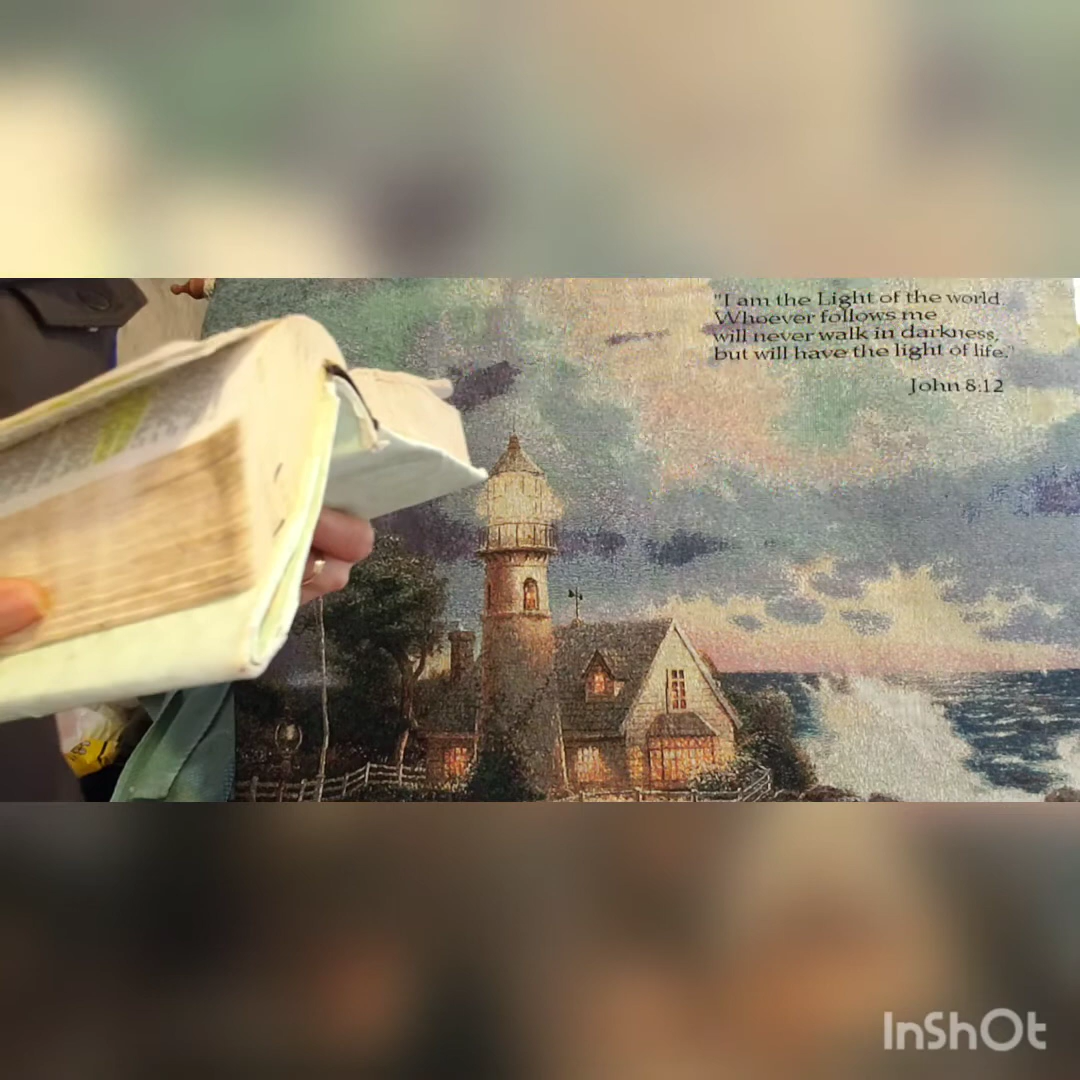 "I am the Light of the world,
Whoever follows me
will never walk in darkness,
but will have the light of life."
John 8:12
InShOt